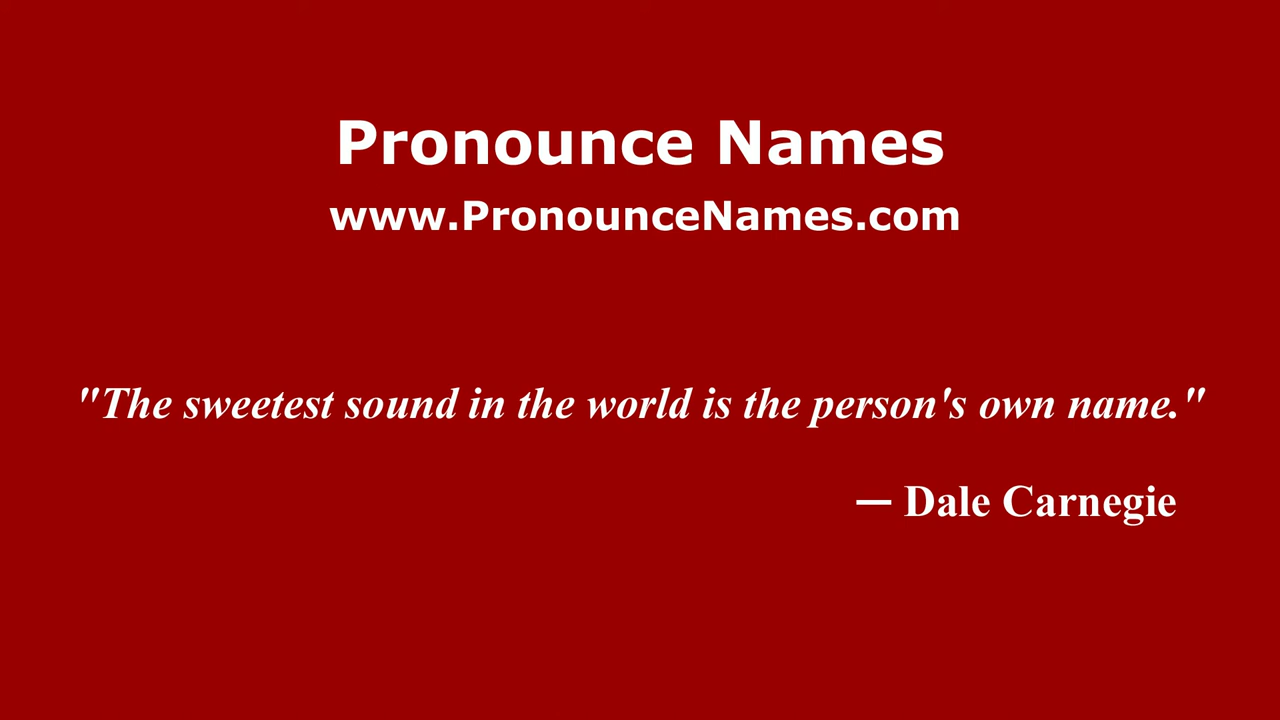 Pronounce Names
www.PronounceNames.com
"The sweetest sound in the world is the person's own name."
— Dale Carnegie